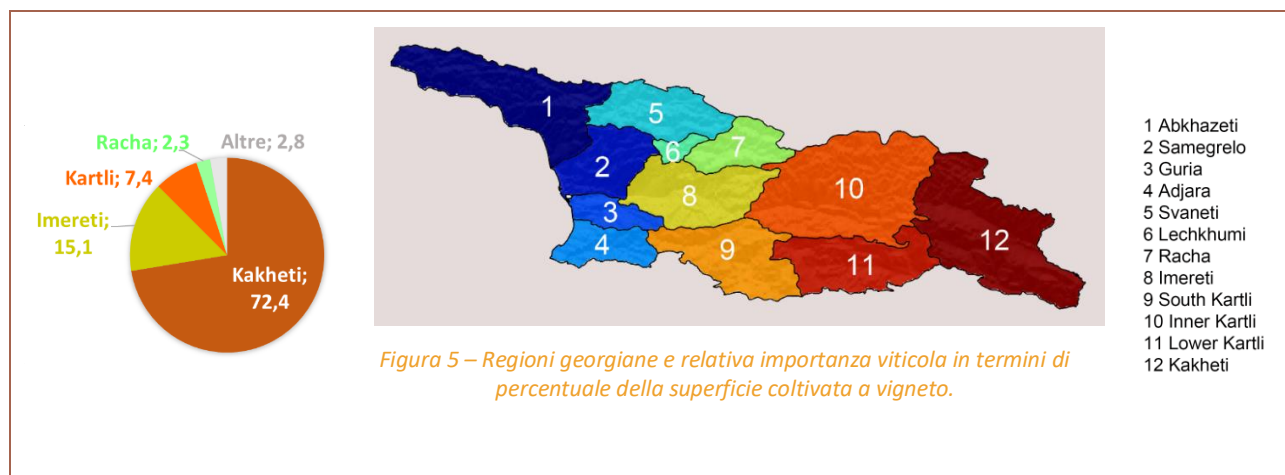 Racha; 2,3
Altre; 2,8
Kartli; 7,4
Imereti;
15,1
Kakheti;
72,4
1
5
2
6
7
3
8
10
4
9
11
12
1 Abkhazeti
2 Samegrelo
3 Guria
4 Adjara
5 Svaneti
6 Lechkhumi
7 Racha
8 Imereti
9 South Kartli
10 Inner Kartli
11 Lower Kartli
12 Kakheti
Figura 5 – Regioni georgiane e relativa importanza viticola in termini di
percentuale della superficie coltivata a vigneto.